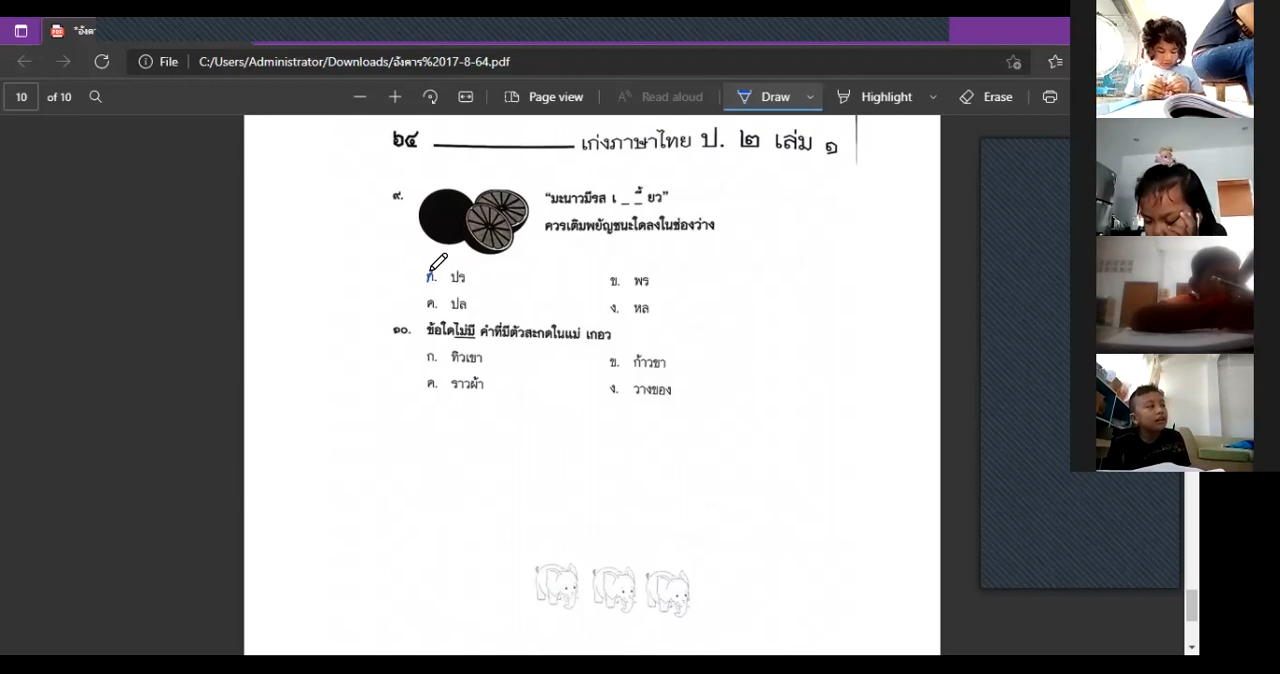 *อังคา
File C:/Users/Administrator/Downloads/อังคาร%2017-8-64.pdf
10 of 10 Page view Read aloud Draw Highlight Erase
๖๔ เก่งภาษาไทย ป. ๒ เล่ม ๑
๙. "มะนาวมีรส เ _ _ี้ ยว"
ควรเติมพยัญชนะใดลงในช่องว่าง
ก. ปร ข. พร
ค. ปล ง. หล
๑๐. ข้อใดไม่มี คำที่มีตัวสะกดในแม่ เกอว
ก. ทิวเขา ข. ก้าวขา
ค. ราวผ้า ง. วางของ